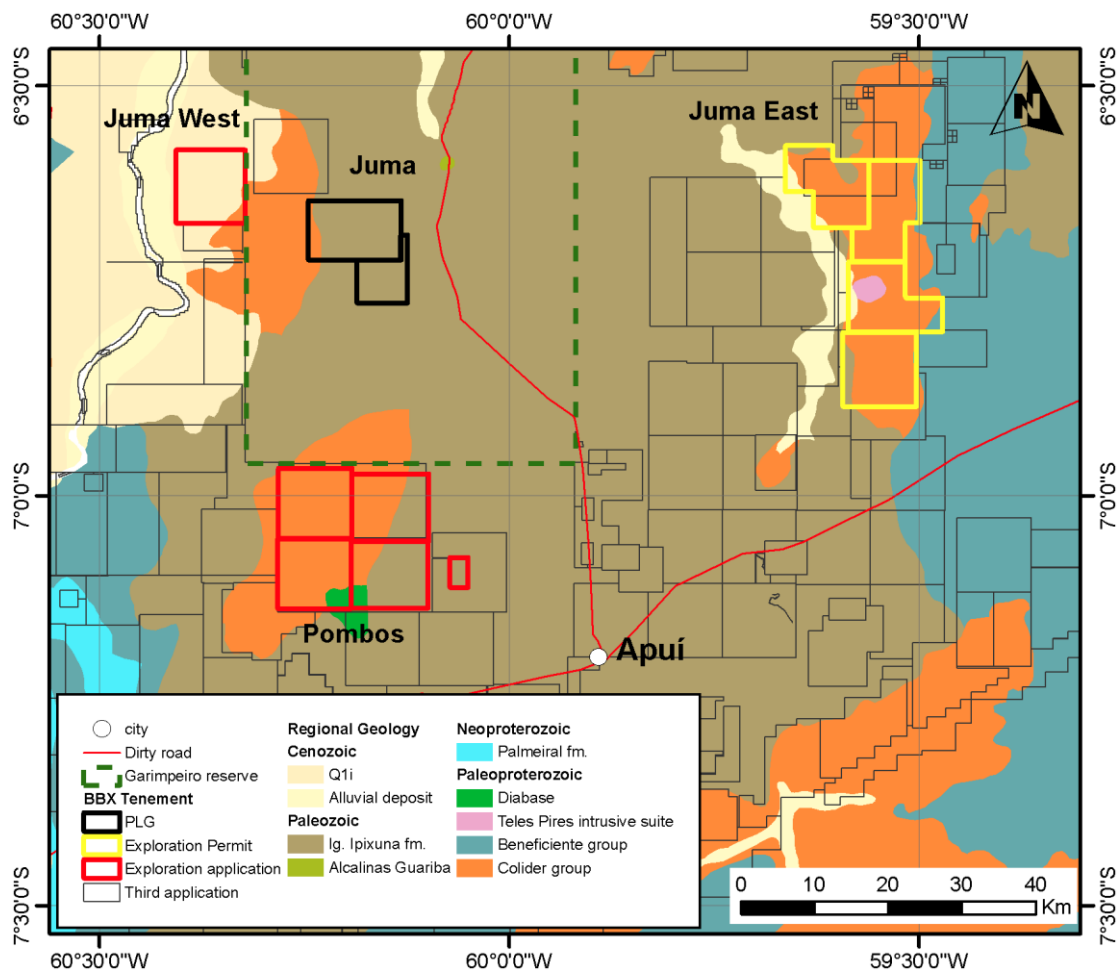 60°30'0"W 60°0'0"W 59°30'0"W
6°30'0"S 6°30'0"S
Juma West Juma East N
Juma
7°0'0"S 7°0'0"S
Pombos
Apuí
city
Dirty road
Garimpeiro reserve
BBX Tenement
PLG
Exploration Permit
Exploration application
Third application
Regional Geology
Cenozoic
Q1i
Alluvial deposit
Paleozoic
Ig. Ipixuna fm.
Alcalinas Guariba
Neoproterozoic
Palmeiral fm.
Paleoproterozoic
Diabase
Teles Pires intrusive suite
Beneficiente group
Colider group
0 10 20 30 40
Km
7°30'0"S 7°30'0"S
60°30'0"W 60°0'0"W 59°30'0"W